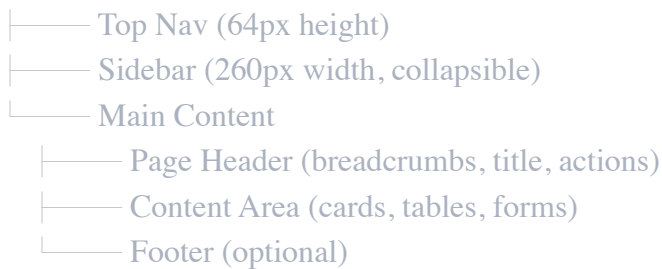 ├── Top Nav (64px height)
├── Sidebar (260px width, collapsible)
└── Main Content
    ├── Page Header (breadcrumbs, title, actions)
    ├── Content Area (cards, tables, forms)
    └── Footer (optional)